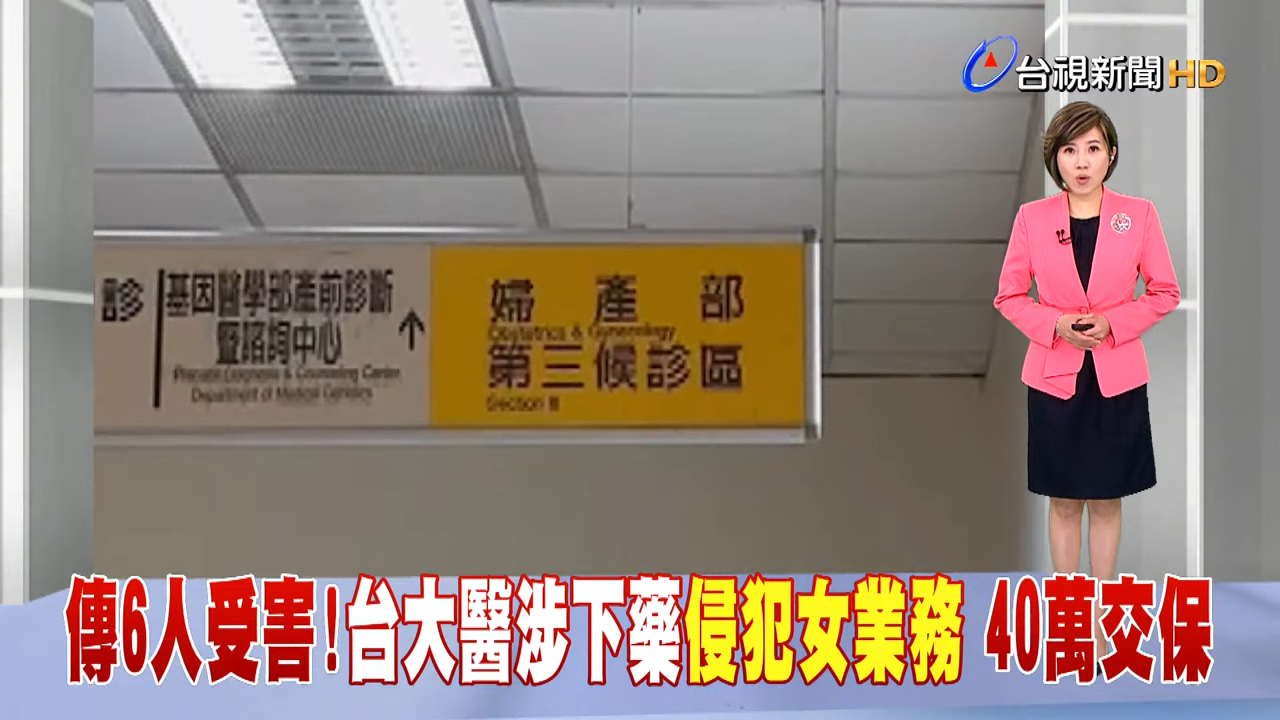 台視新聞HD
診
基因醫學部產前診斷
暨諮詢中心
Prenatal Diagnosis & Counseling Center
Department of Medical Genetics
↑
婦產部
Obstetrics & Gynecology
第三候診區
Section III
傳6人受害!台大醫涉下藥侵犯女業務 40萬交保